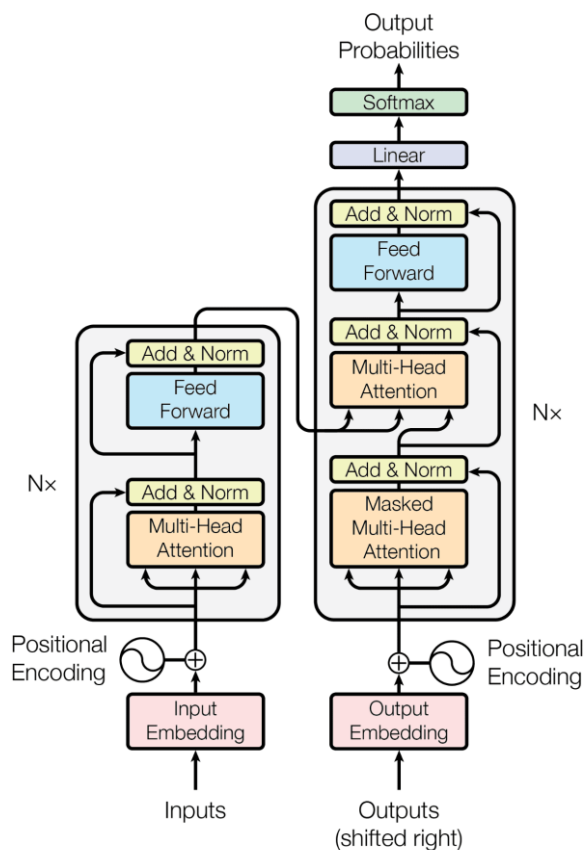 Output
Probabilities
Softmax
Linear
Add & Norm
Feed
Forward
Add & Norm
Multi-Head
Attention
Add & Norm
Masked
Multi-Head
Attention
N×
Positional
Encoding
Output
Embedding
Outputs
(shifted right)
Add & Norm
Feed
Forward
Add & Norm
Multi-Head
Attention
N×
Positional
Encoding
Input
Embedding
Inputs